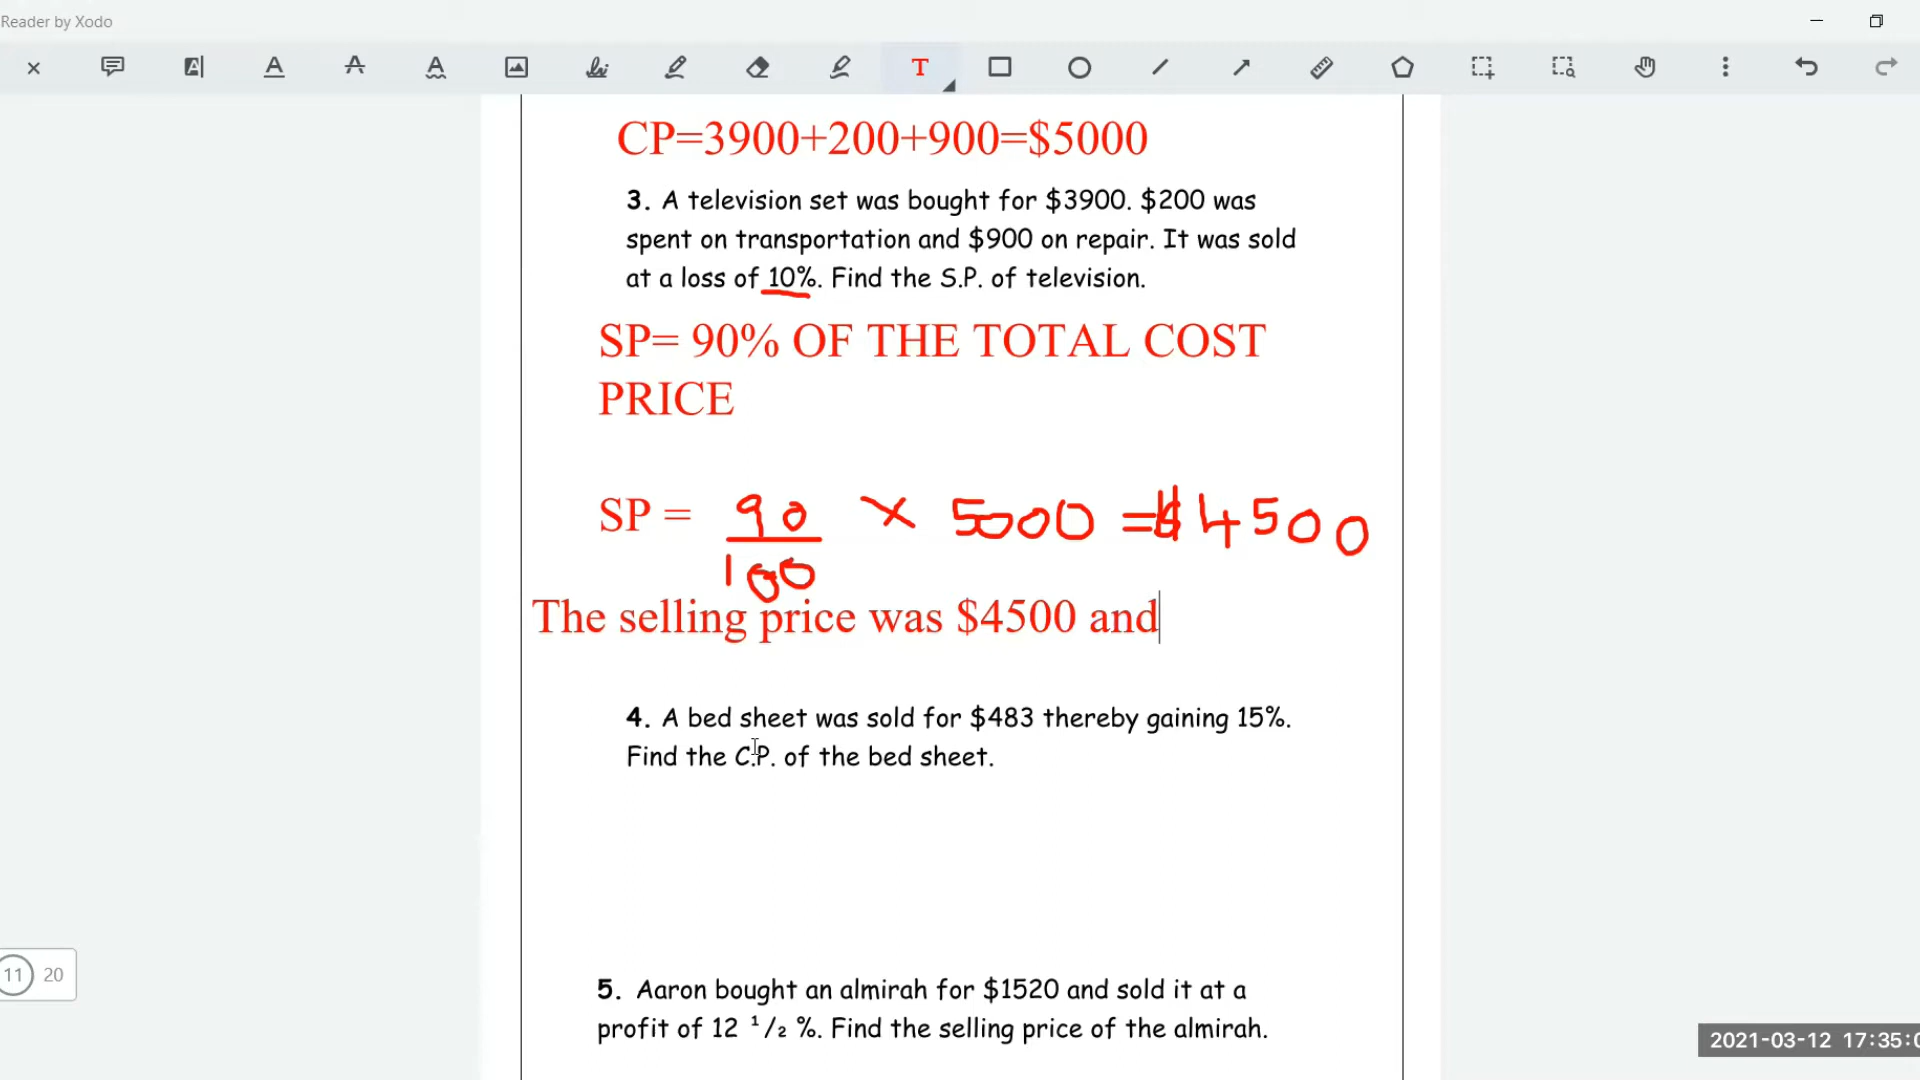 Reader by Xodo
CP=3900+200+900=$5000
3. A television set was bought for $3900. $200 was
spent on transportation and $900 on repair. It was sold
at a loss of 10%. Find the S.P. of television.
SP= 90% OF THE TOTAL COST
PRICE
SP = 90/100 × 5000 =$4500
The selling price was $4500 and
4. A bed sheet was sold for $483 thereby gaining 15%.
Find the C.P. of the bed sheet.
11 20
5. Aaron bought an almirah for $1520 and sold it at a
profit of 12 ¹/₂ %. Find the selling price of the almirah.
2021-03-12 17:35:0